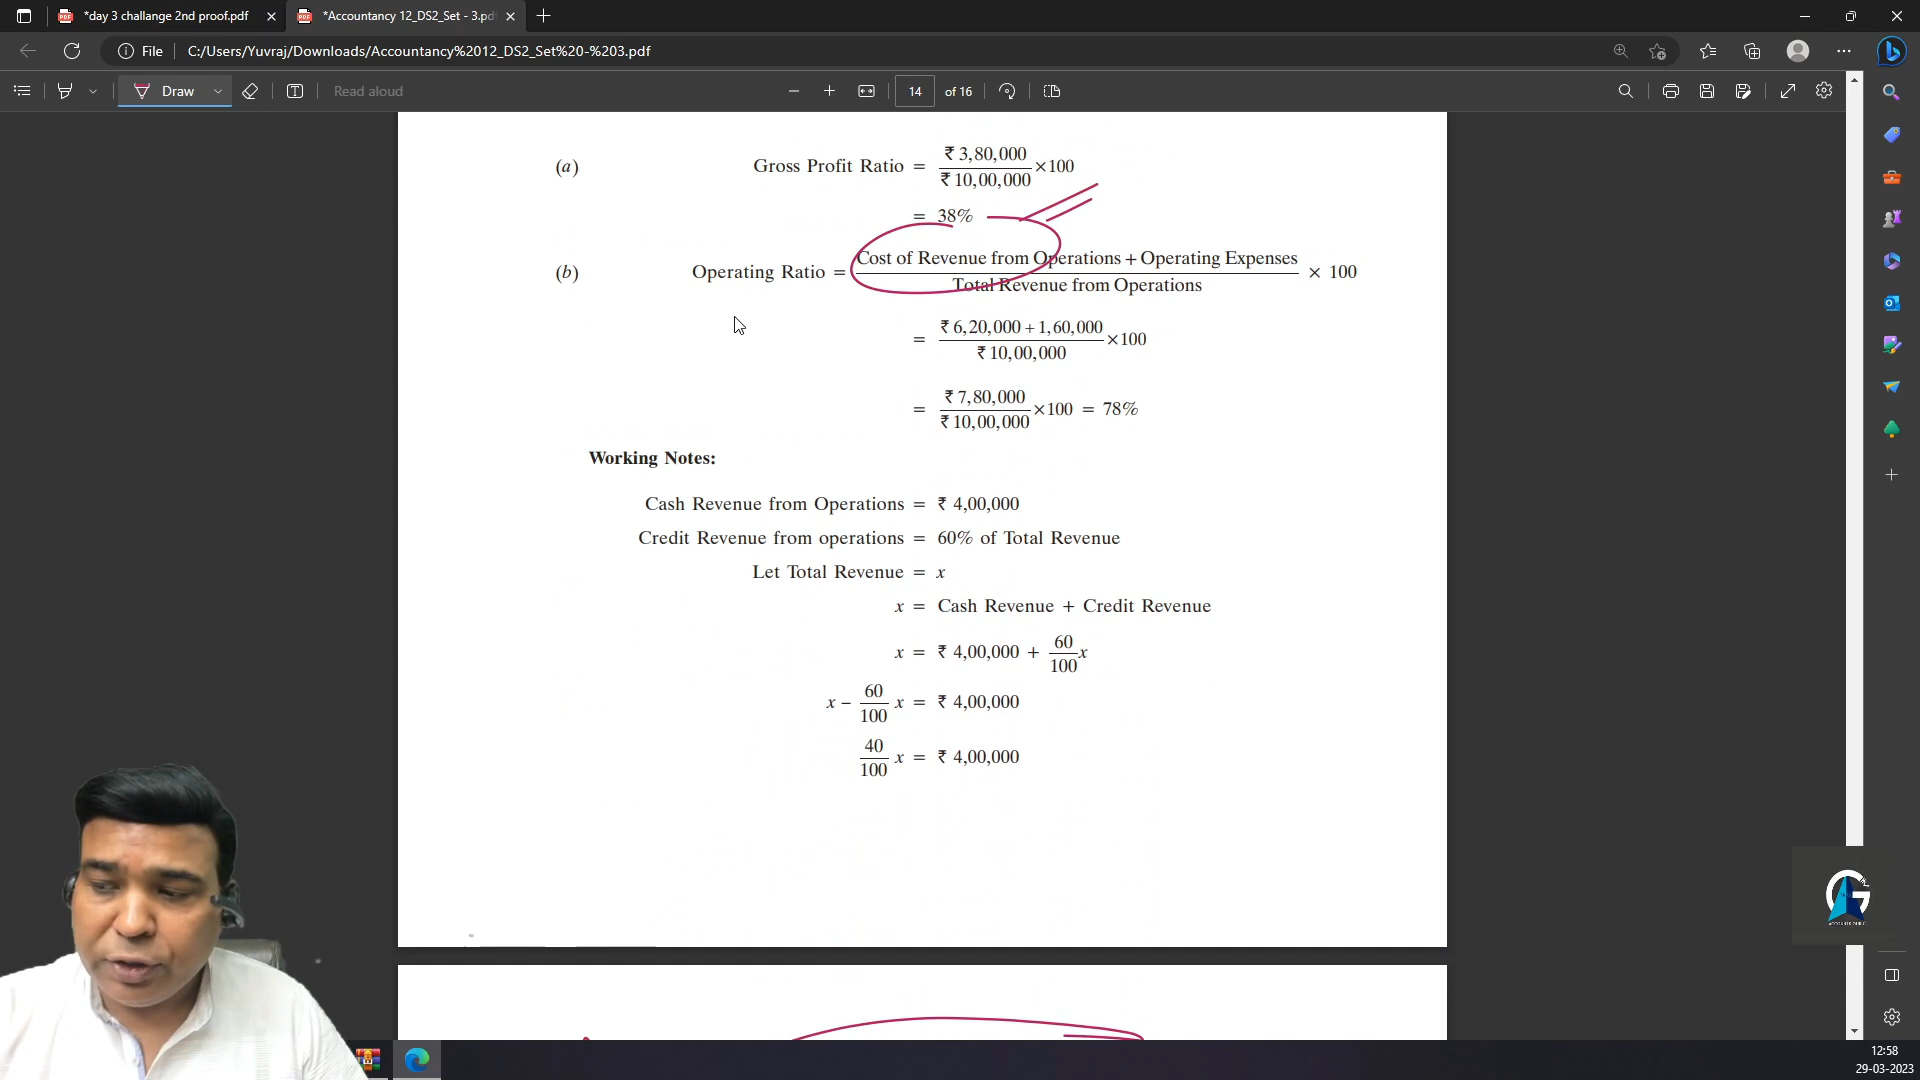 *day 3 challange 2nd proof.pdf
*Accountancy 12_DS2_Set - 3.pd
File
C:/Users/Yuvraj/Downloads/Accountancy%2012_DS2_Set%20-%203.pdf
Draw
Read aloud
14
of 16
(a) Gross Profit Ratio = ₹ 3,80,000 / ₹ 10,00,000 ×100
= 38%
(b) Operating Ratio = Cost of Revenue from Operations + Operating Expenses / Total Revenue from Operations × 100
= ₹ 6,20,000 + 1,60,000 / ₹ 10,00,000 ×100
= ₹ 7,80,000 / ₹ 10,00,000 ×100 = 78%
Working Notes:
Cash Revenue from Operations = ₹ 4,00,000
Credit Revenue from operations = 60% of Total Revenue
Let Total Revenue = x
x = Cash Revenue + Credit Revenue
x = ₹ 4,00,000 + 60/100 x
x – 60/100 x = ₹ 4,00,000
40/100 x = ₹ 4,00,000
12:58
29-03-2023